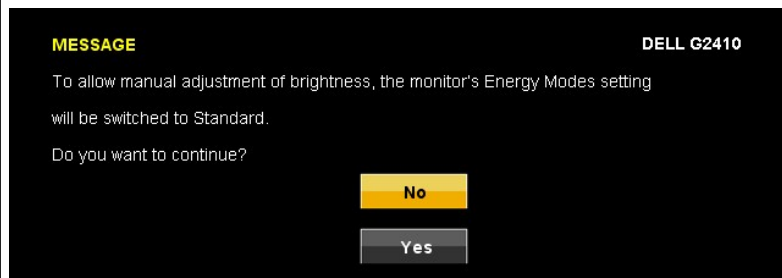 MESSAGE DELL G2410
To allow manual adjustment of brightness, the monitor's Energy Modes setting
will be switched to Standard.
Do you want to continue?
No
Yes